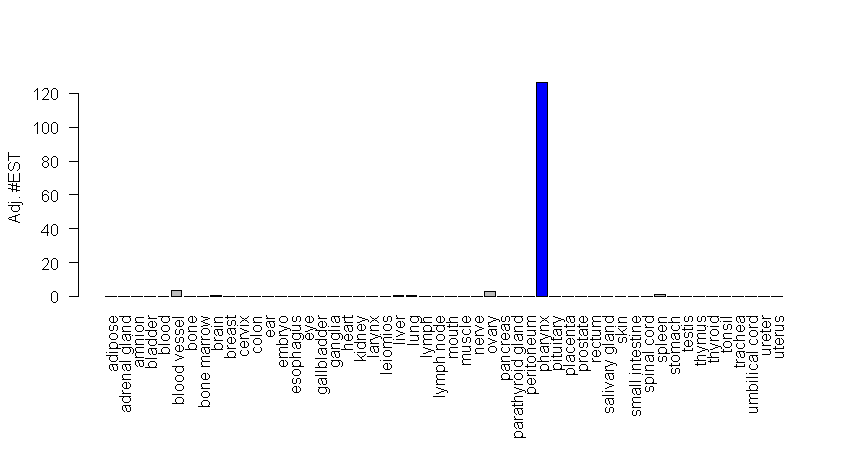 Adj. #EST
120
100
80
60
40
20
0
adipose
adrenal gland
amnion
bladder
blood
blood vessel
bone
bone marrow
brain
breast
cervix
colon
ear
embryo
esophagus
eye
gallbladder
ganglia
heart
kidney
larynx
leiomios
liver
lung
lymph
lymph node
mouth
muscle
nerve
ovary
pancreas
parathyroid gland
peritoneum
pharynx
pituitary
placenta
prostate
rectum
salivary gland
skin
small intestine
spinal cord
spleen
stomach
testis
thymus
thyroid
tonsil
trachea
umbilical cord
ureter
uterus